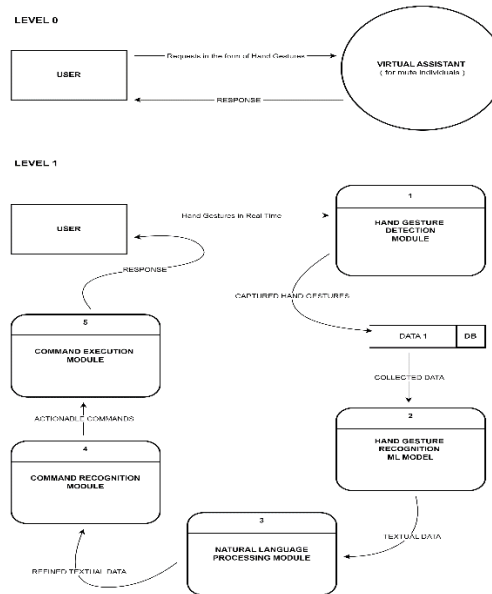 LEVEL 0
USER
Requests in the form of Hand Gestures
RESPONSE
VIRTUAL ASSISTANT
( for mute individuals )
LEVEL 1
USER
Hand Gestures in Real Time
1
HAND GESTURE
DETECTION
MODULE
RESPONSE
CAPTURED HAND GESTURES
DATA 1
DB
COLLECTED DATA
5
COMMAND EXECUTION
MODULE
ACTIONABLE COMMANDS
2
HAND GESTURE
RECOGNITION
ML MODEL
4
COMMAND RECOGNITION
MODULE
TEXTUAL DATA
3
NATURAL LANGUAGE
PROCESSING MODULE
REFINED TEXTUAL DATA